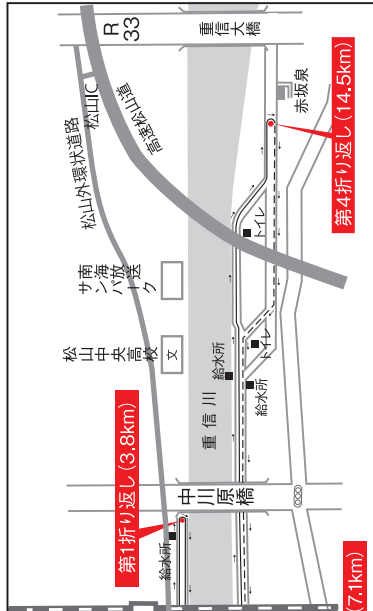 R
33
重信大橋
松山IC
松山外環状道路
高速松山道
赤坂泉
第4折り返し(14.5km)
トイレ
南海放送
サンパーク
松山中央高校
文
給水所
トイレ
給水所
重信川
第1折り返し(3.8km)
中川原橋
給水所
(7.1km)